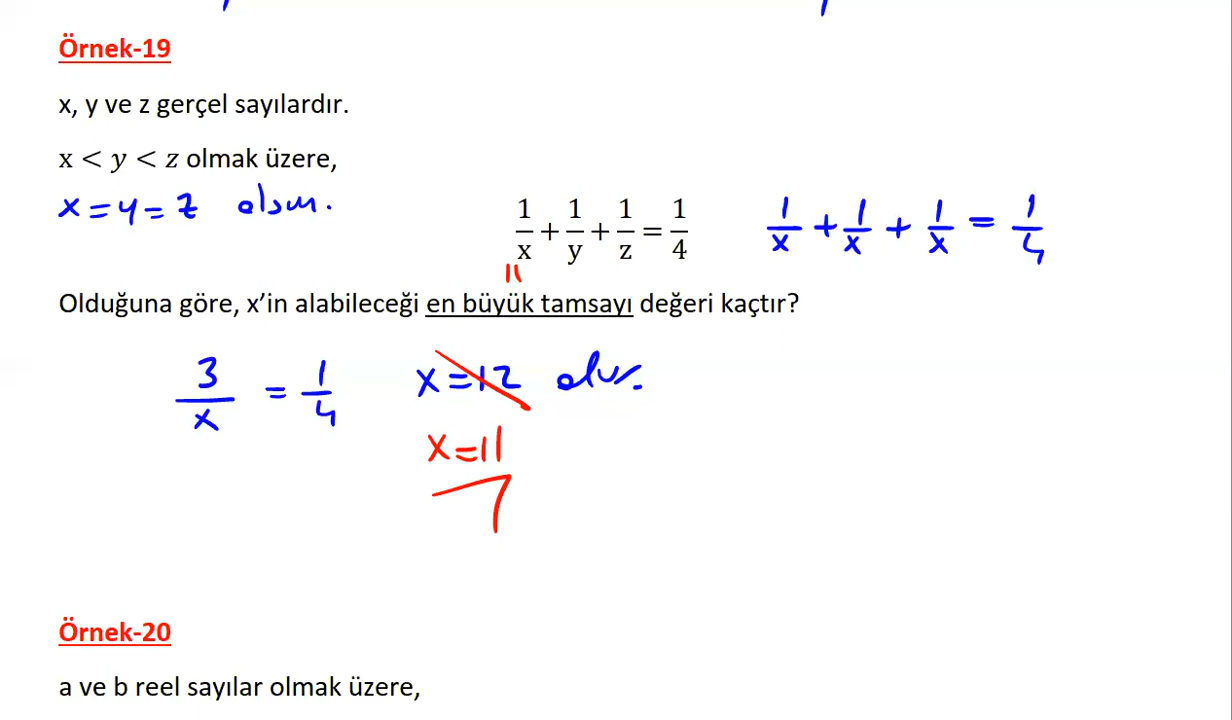 Örnek-19
x, y ve z gerçel sayılardır.
x < y < z olmak üzere,
x = y = z olsun.
1/x + 1/y + 1/z = 1/4
1/x + 1/x + 1/x = 1/4
11
Olduğuna göre, x’in alabileceği en büyük tamsayı değeri kaçtır?
3/x = 1/4 x = 12 olur.
x = 11
Örnek-20
a ve b reel sayılar olmak üzere,